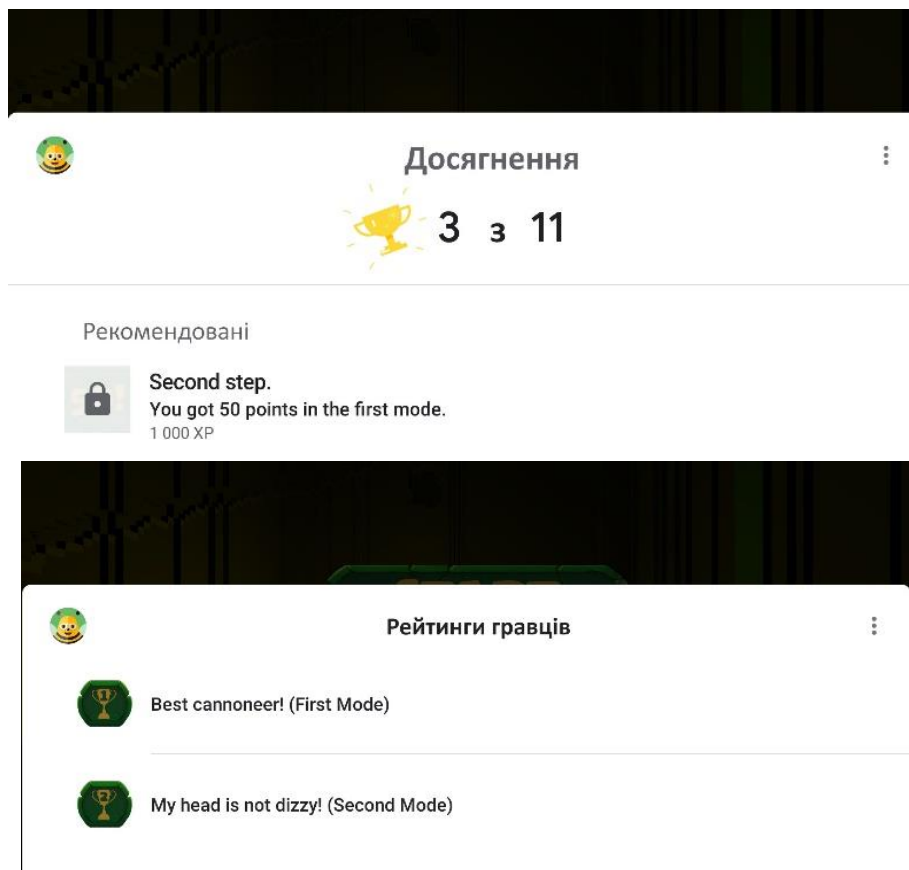 Досягнення
3 з 11
Рекомендовані
Second step.
You got 50 points in the first mode.
1 000 XP
Рейтинги гравців
Best cannoneer! (First Mode)
My head is not dizzy! (Second Mode)